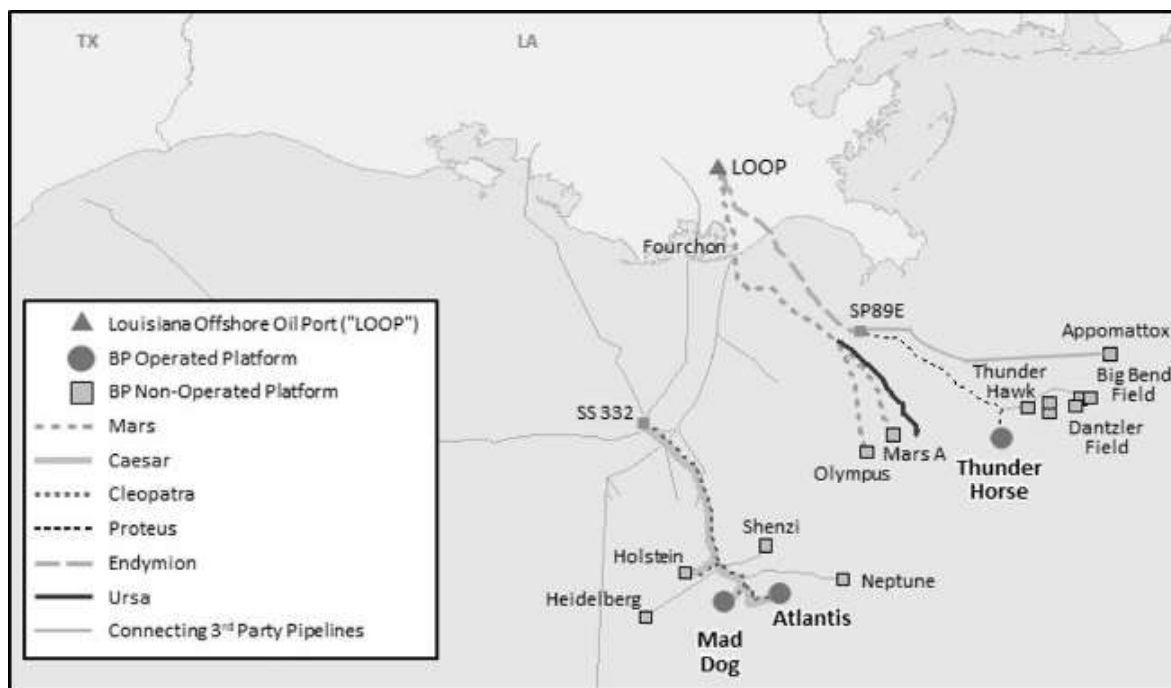 TX
LA
LOOP
Fourchon
SP89E
Appomattox
Thunder
Hawk
Big Bend
Field
Dantzler
Field
SS 332
Mars A
Olympus
Thunder
Horse
Shenzi
Holstein
Neptune
Heidelberg
Atlantis
Mad
Dog
Louisiana Offshore Oil Port ("LOOP")
BP Operated Platform
BP Non-Operated Platform
Mars
Caesar
Cleopatra
Proteus
Endymion
Ursa
Connecting 3rd Party Pipelines